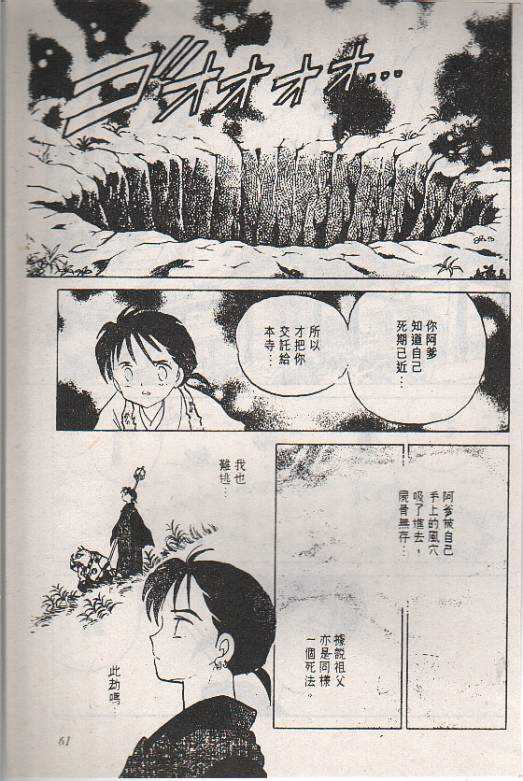 ゴオオオオ…
你阿爹
知道自己
死期已近…
所以
才把你
交託給
本寺…
阿爹被自己
手上的風穴
吸了進去，
屍骨無存…
據説祖父
亦是同樣
一個死法。
我也
難逃…
此劫嗎…
61